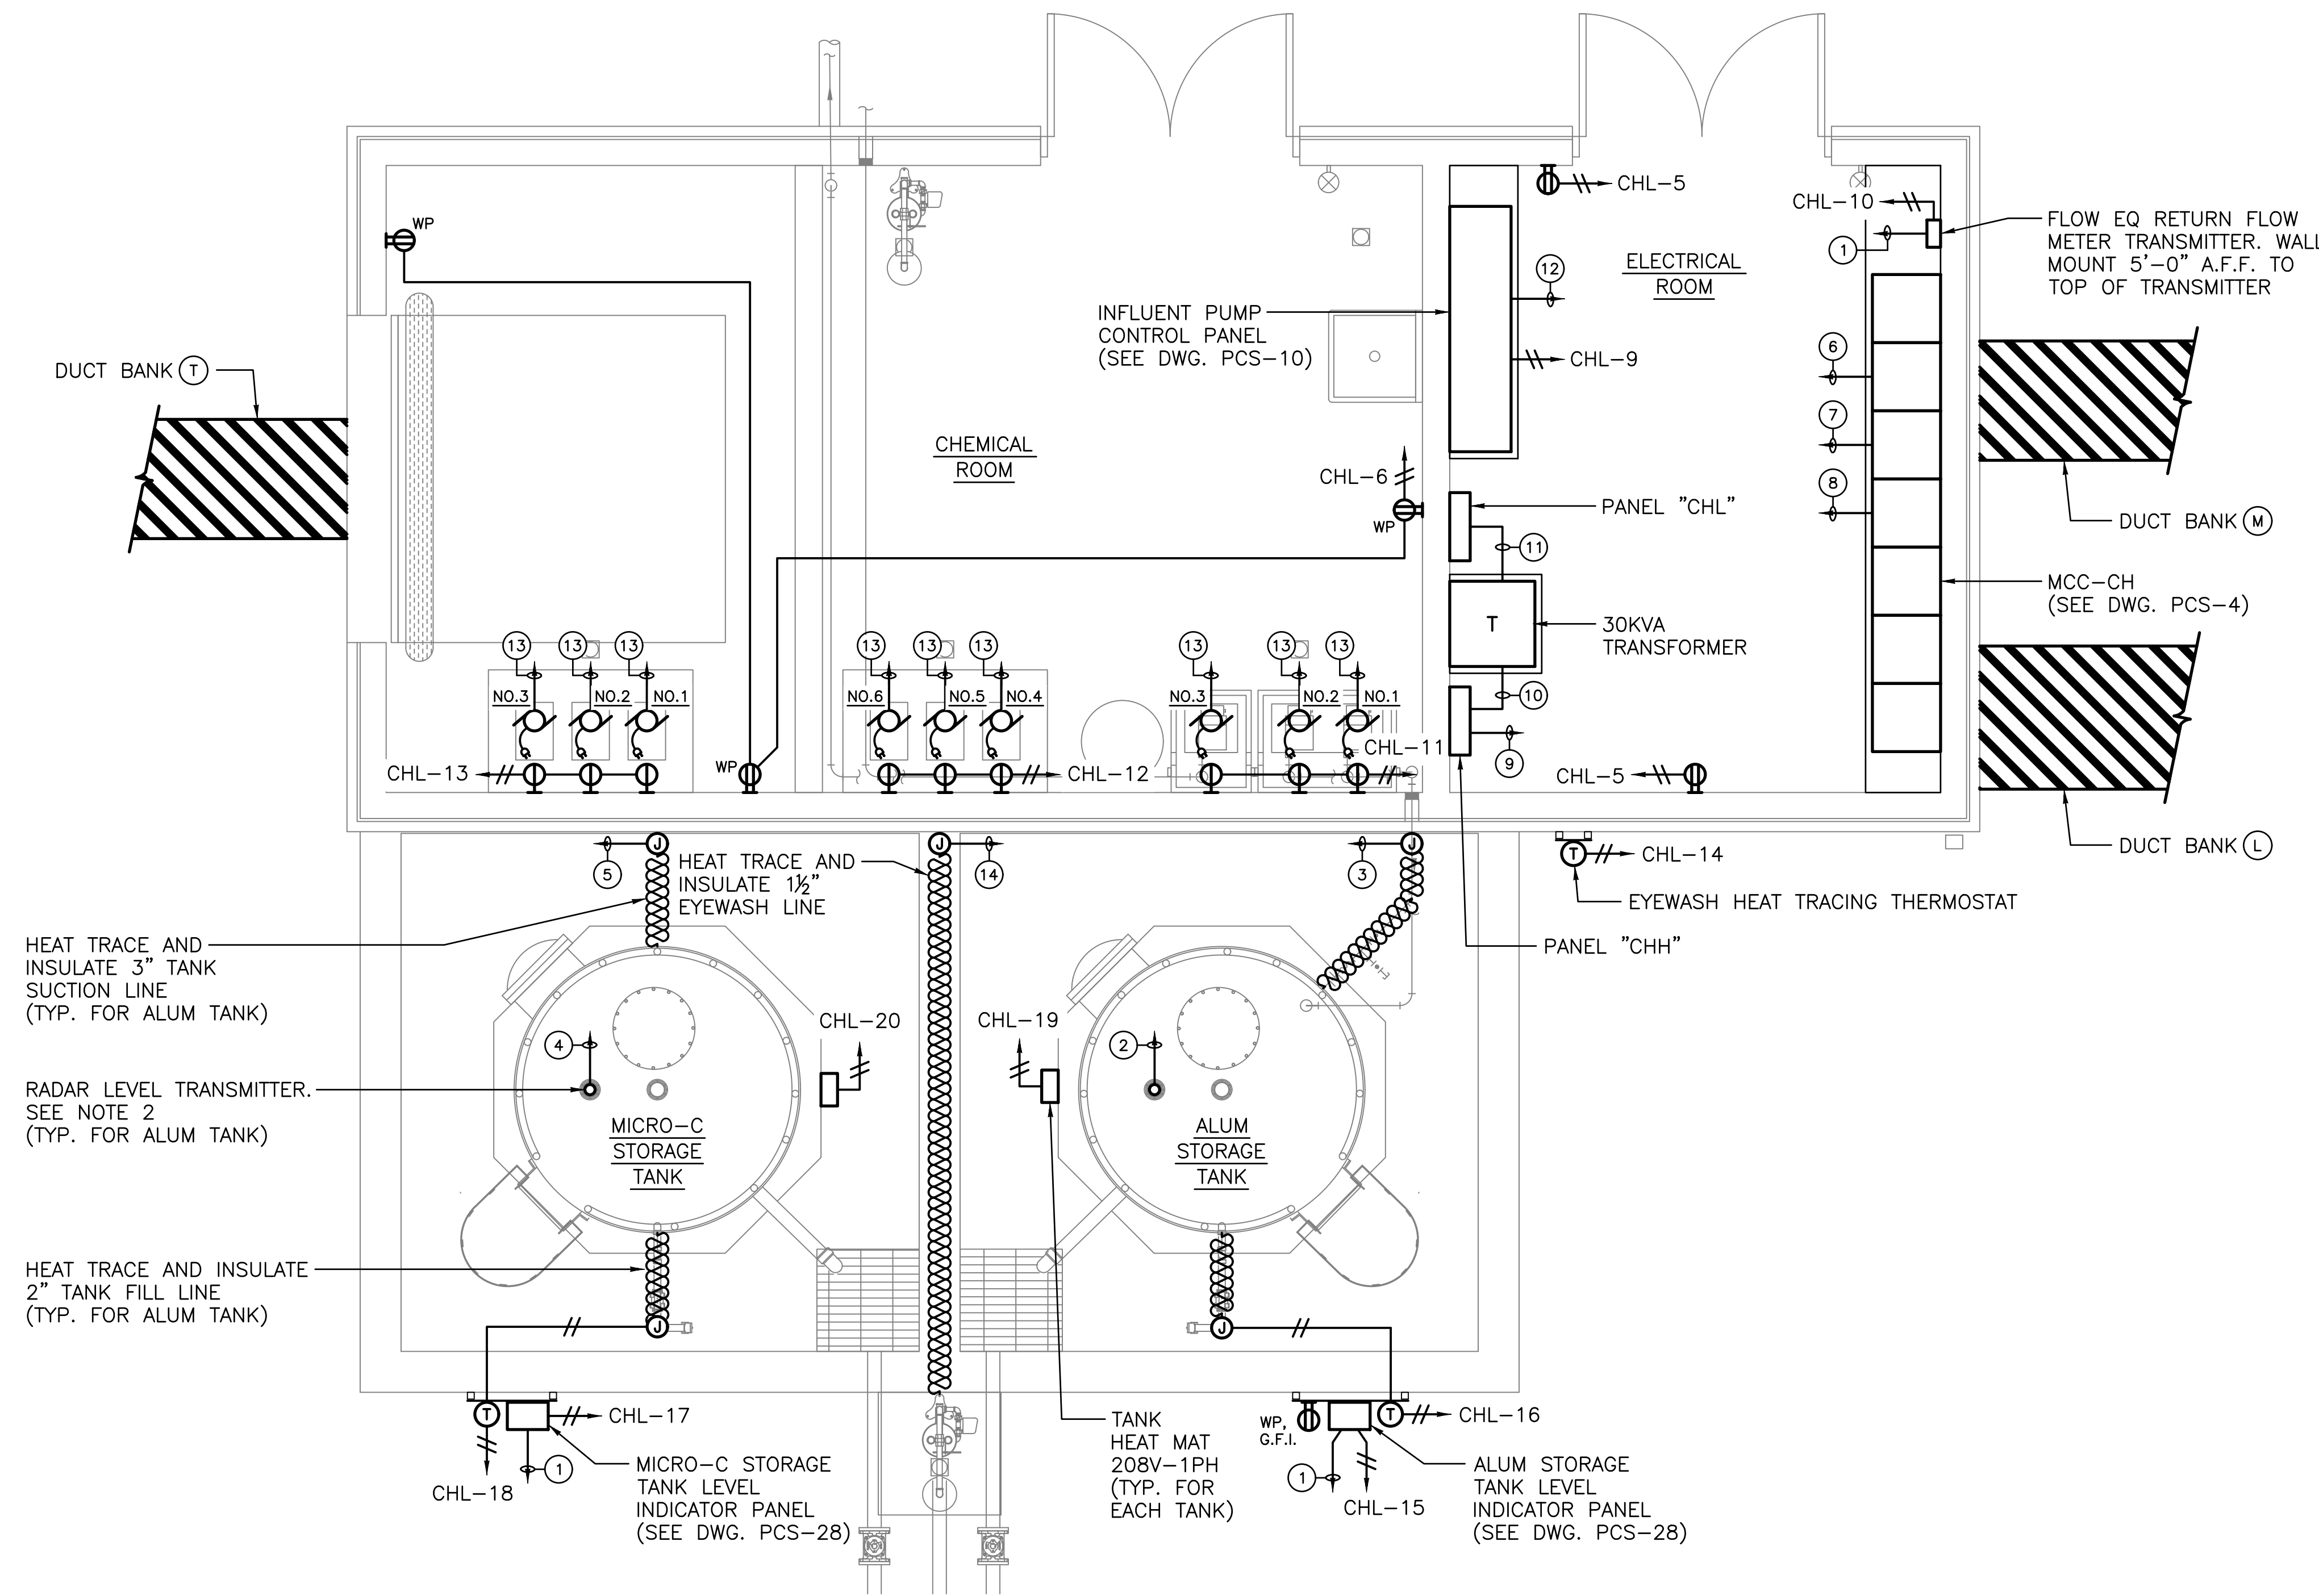 CHL-5
CHL-10
FLOW EQ RETURN FLOW
METER TRANSMITTER. WALL
MOUNT 5'-0" A.F.F. TO
TOP OF TRANSMITTER
1
WP
ELECTRICAL
ROOM
12
INFLUENT PUMP
CONTROL PANEL
(SEE DWG. PCS-10)
CHL-9
6
7
8
DUCT BANK T
CHEMICAL
ROOM
CHL-6
WP
PANEL "CHL"
DUCT BANK M
11
MCC-CH
(SEE DWG. PCS-4)
T
30KVA
TRANSFORMER
13
13
13
13
13
13
13
13
13
NO.3
NO.2
NO.1
NO.6
NO.5
NO.4
NO.3
NO.2
NO.1
10
9
CHL-13
WP
CHL-12
CHL-11
CHL-5
DUCT BANK L
J
5
J
14
J
3
T
CHL-14
HEAT TRACE AND
INSULATE 1½"
EYEWASH LINE
EYEWASH HEAT TRACING THERMOSTAT
PANEL "CHH"
HEAT TRACE AND
INSULATE 3" TANK
SUCTION LINE
(TYP. FOR ALUM TANK)
CHL-20
CHL-19
4
2
RADAR LEVEL TRANSMITTER.
SEE NOTE 2
(TYP. FOR ALUM TANK)
MICRO-C
STORAGE
TANK
ALUM
STORAGE
TANK
HEAT TRACE AND INSULATE
2" TANK FILL LINE
(TYP. FOR ALUM TANK)
J
J
T
CHL-17
CHL-18
1
MICRO-C STORAGE
TANK LEVEL
INDICATOR PANEL
(SEE DWG. PCS-28)
TANK
HEAT MAT
208V-1PH
(TYP. FOR
EACH TANK)
WP,
G.F.I.
T
CHL-16
1
CHL-15
ALUM STORAGE
TANK LEVEL
INDICATOR PANEL
(SEE DWG. PCS-28)